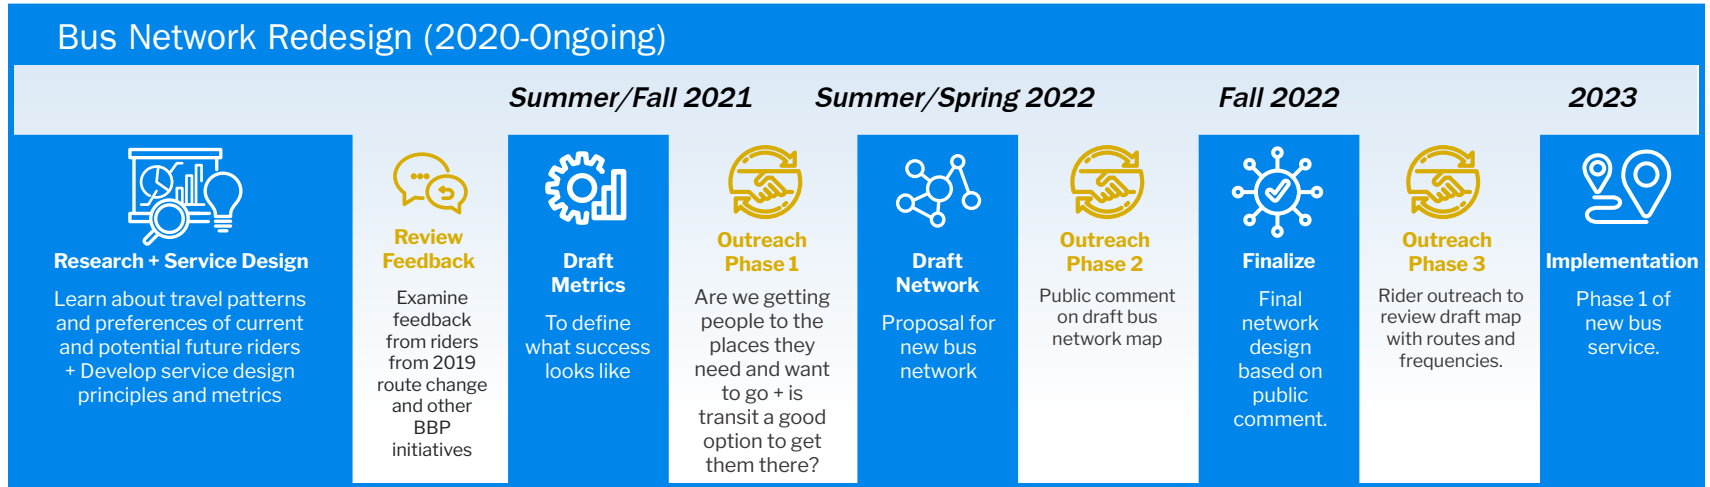 Bus Network Redesign (2020-Ongoing)
Summer/Fall 2021
Summer/Spring 2022
Fall 2022
2023
Research + Service Design
Learn about travel patterns
and preferences of current
and potential future riders
+ Develop service design
principles and metrics
Review
Feedback
Examine
feedback
from riders
from 2019
route change
and other
BBP
initiatives
Draft
Metrics
To define
what success
looks like
Outreach
Phase 1
Are we getting
people to the
places they
need and want
to go + is
transit a good
option to get
them there?
Draft
Network
Proposal for
new bus
network
Outreach
Phase 2
Public comment
on draft bus
network map
Finalize
Final
network
design
based on
public
comment.
Outreach
Phase 3
Rider outreach to
review draft map
with routes and
frequencies.
Implementation
Phase 1 of
new bus
service.